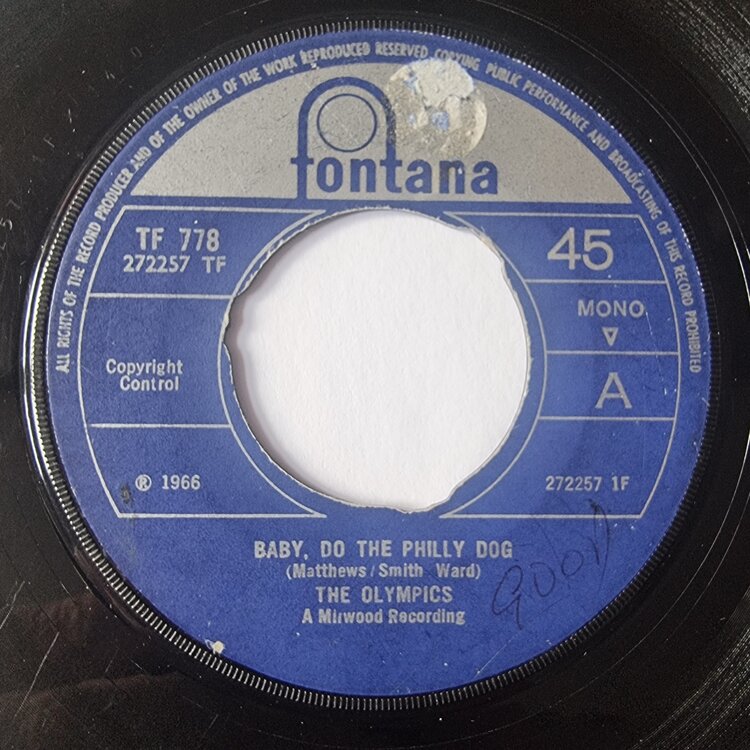 ALL RIGHTS OF THE RECORD PRODUCER AND OF THE OWNER OF THE WORK REPRODUCED RESERVED. COPYING, PUBLIC PERFORMANCE AND BROADCASTING OF THIS RECORD PROHIBITED
fontana
TF 778
272257 TF
45
MONO
A
Copyright
Control
℗ 1966
272257 1F
BABY, DO THE PHILLY DOG
(Matthews/Smith Ward)
THE OLYMPICS
A Mirwood Recording
GOOD